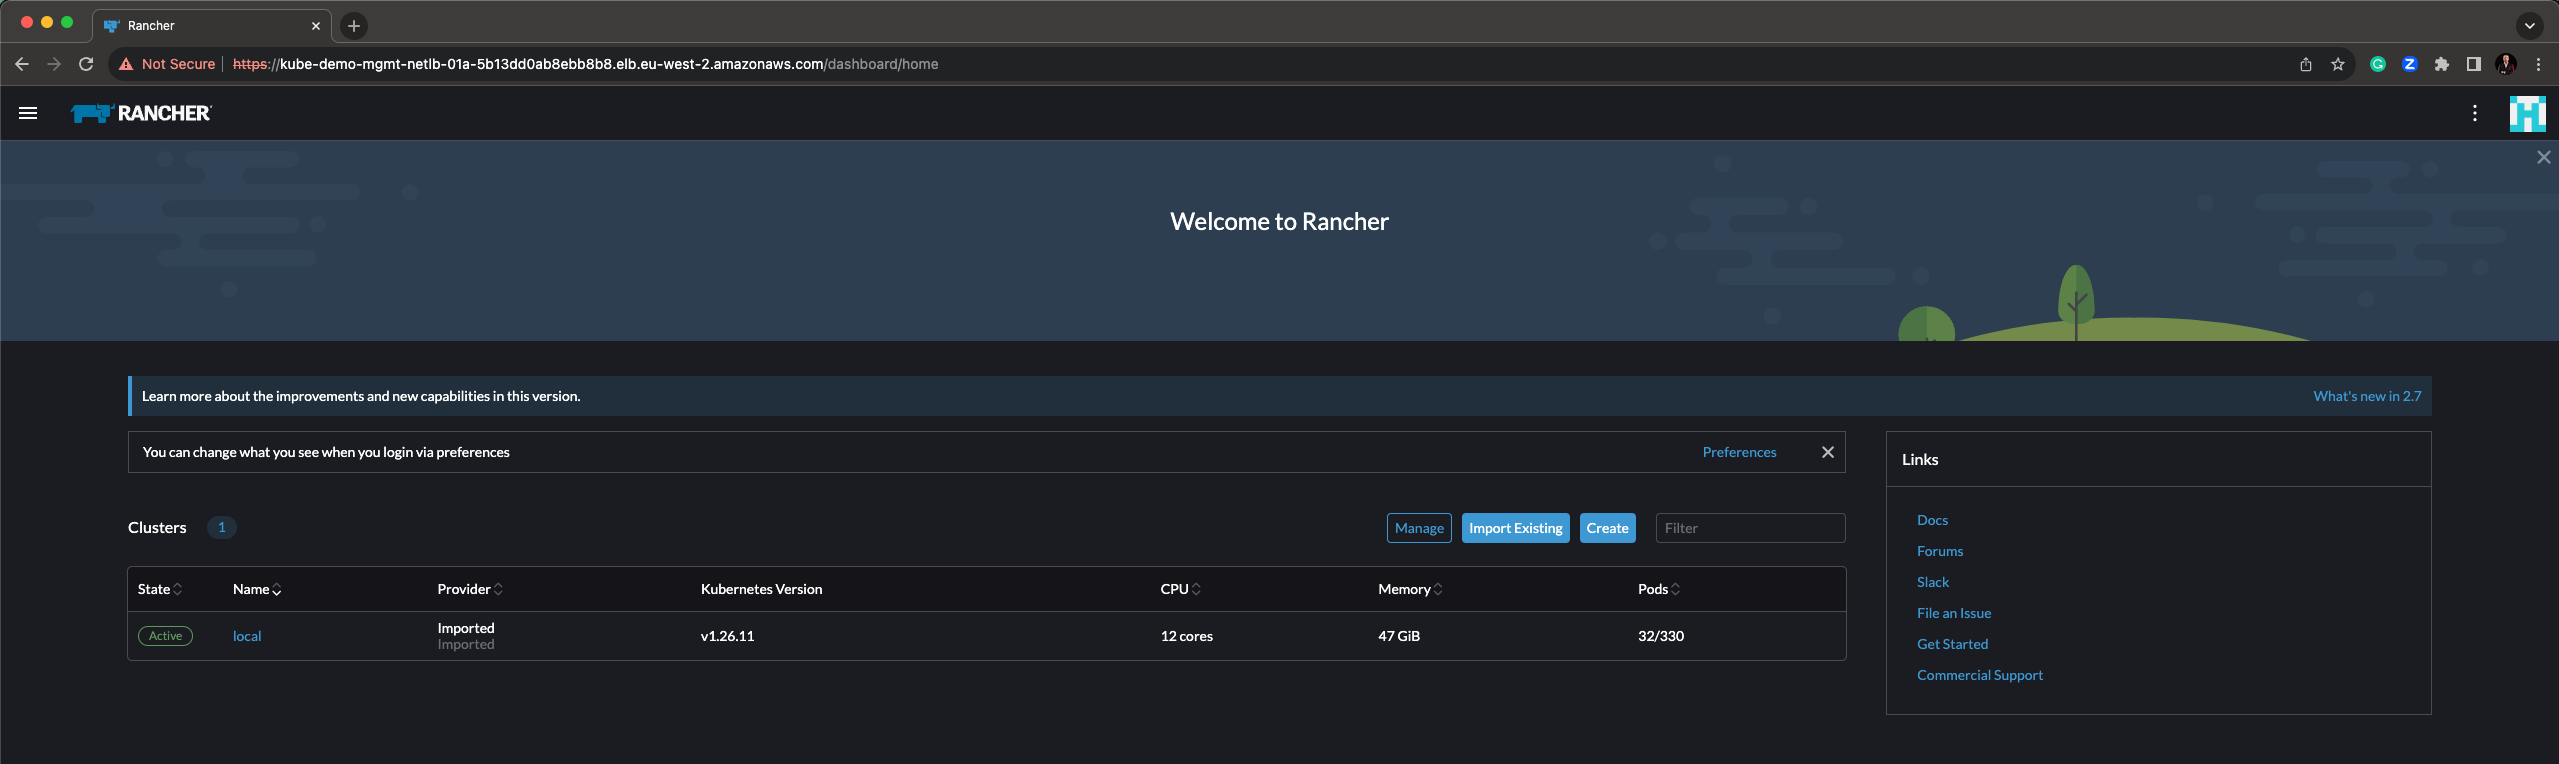 Rancher
Not Secure
https://kube-demo-mgmt-netlb-01a-5b13dd0ab8ebb8b8.elb.eu-west-2.amazonaws.com/dashboard/home
RANCHER
Welcome to Rancher
Learn more about the improvements and new capabilities in this version. What's new in 2.7
You can change what you see when you login via preferences Preferences
Clusters 1 Manage Import Existing Create Filter
State Name Provider Kubernetes Version CPU Memory Pods
Active local Imported v1.26.11 12 cores 47 GiB 32/330
Imported
Links
Docs
Forums
Slack
File an Issue
Get Started
Commercial Support